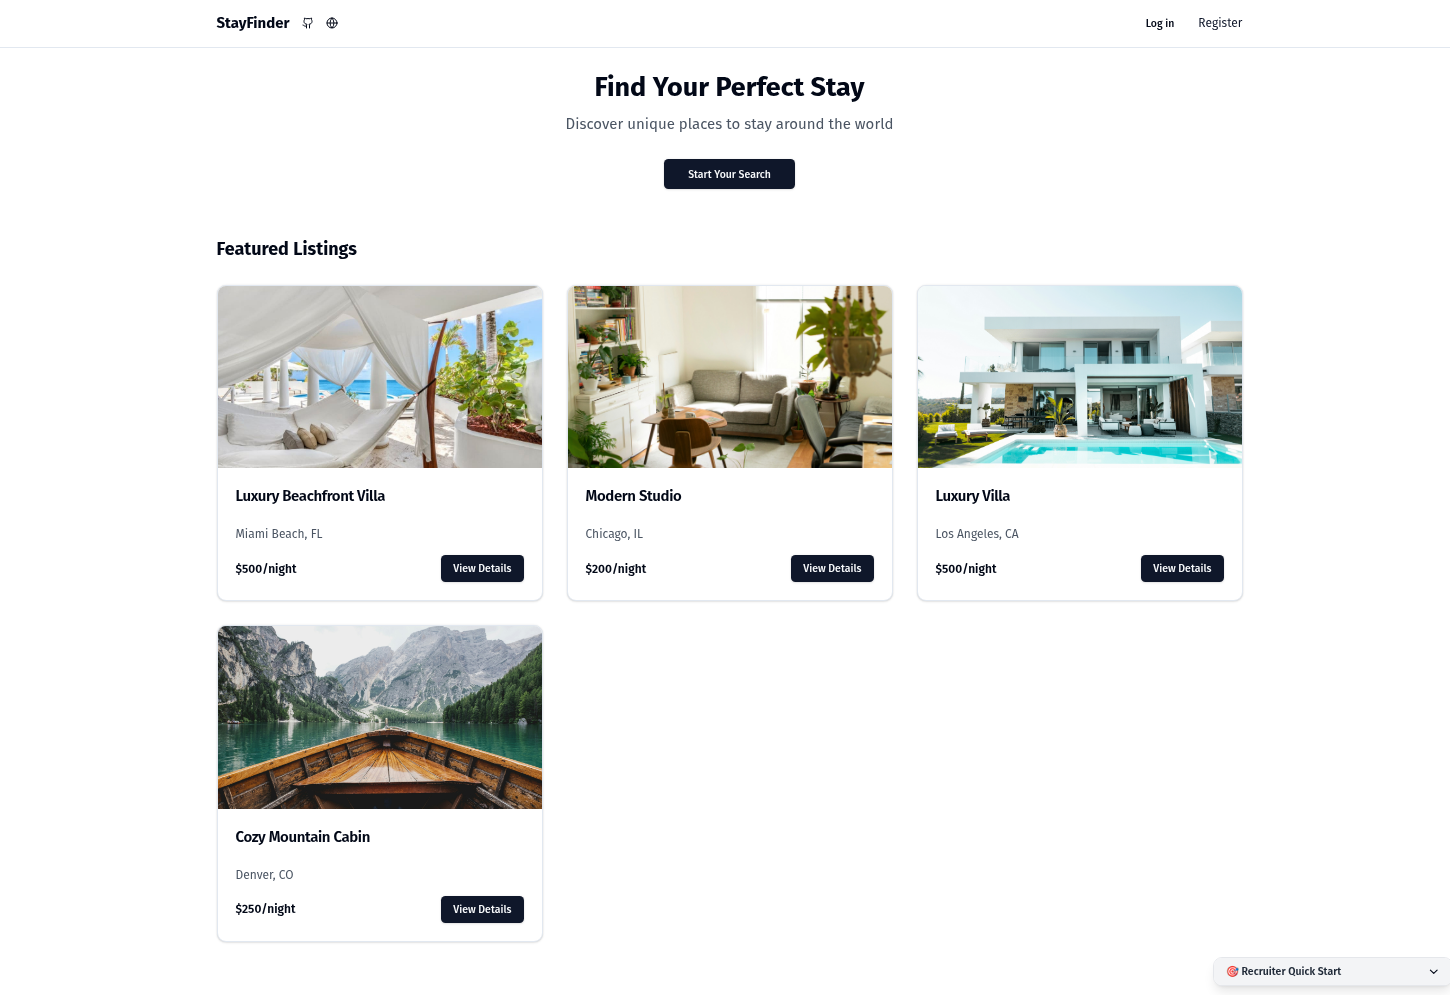 StayFinder
Log in
Register
Find Your Perfect Stay
Discover unique places to stay around the world
Start Your Search
Featured Listings
Luxury Beachfront Villa
Miami Beach, FL
$500/night
View Details
Modern Studio
Chicago, IL
$200/night
View Details
Luxury Villa
Los Angeles, CA
$500/night
View Details
Cozy Mountain Cabin
Denver, CO
$250/night
View Details
🎯 Recruiter Quick Start